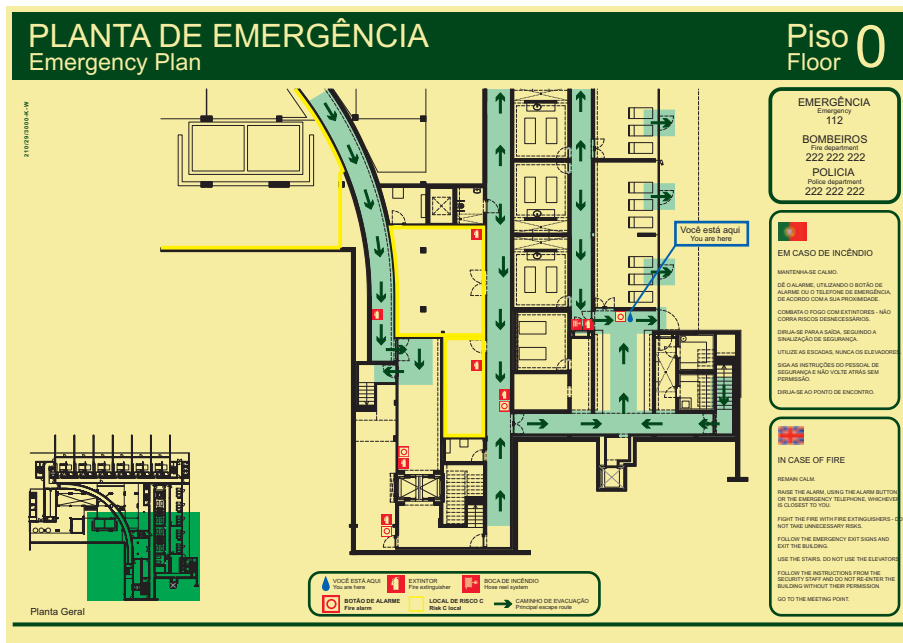 PLANTA DE EMERGÊNCIA
Emergency Plan
Piso
Floor
0
210/29/3000-K-W
EMERGÊNCIA
Emergency
112
BOMBEIROS
Fire department
222 222 222
POLICIA
Police department
222 222 222
Você está aqui
You are here
EM CASO DE INCÊNDIO
MANTENHA-SE CALMO.
DÊ O ALARME, UTILIZANDO O BOTÃO DE
ALARME OU O TELEFONE DE EMERGÊNCIA,
DE ACORDO COM A SUA PROXIMIDADE.
COMBATA O FOGO COM EXTINTORES - NÃO
CORRA RISCOS DESNECESSÁRIOS.
DIRIJA-SE PARA A SAÍDA, SEGUINDO A
SINALIZAÇÃO DE SEGURANÇA.
UTILIZE AS ESCADAS, NUNCA OS ELEVADORES
SIGA AS INSTRUÇÕES DO PESSOAL DE
SEGURANÇA E NÃO VOLTE ATRÁS SEM
PERMISSÃO.
DIRIJA-SE AO PONTO DE ENCONTRO.
IN CASE OF FIRE
REMAIN CALM.
RAISE THE ALARM, USING THE ALARM BUTTON
OR THE EMERGENCY TELEPHONE, WHICHEVER
IS CLOSEST TO YOU.
FIGHT THE FIRE WITH FIRE EXTINGUISHERS - DO
NOT TAKE UNNECESSARY RISKS.
FOLLOW THE EMERGENCY EXIT SIGNS AND
EXIT THE BUILDING.
USE THE STAIRS. DO NOT USE THE ELEVATORS
FOLLOW THE INSTRUCTIONS FROM THE
SECURITY STAFF AND DO NOT RE-ENTER THE
BUILDING WITHOUT THEIR PERMISSION.
GO TO THE MEETING POINT.
Planta Geral
VOCÊ ESTÁ AQUI
You are here
EXTINTOR
Fire extinguisher
BOCA DE INCÊNDIO
Hose reel system
BOTÃO DE ALARME
Fire alarm
LOCAL DE RISCO C
Risk C local
CAMINHO DE EVACUAÇÃO
Principal escape route